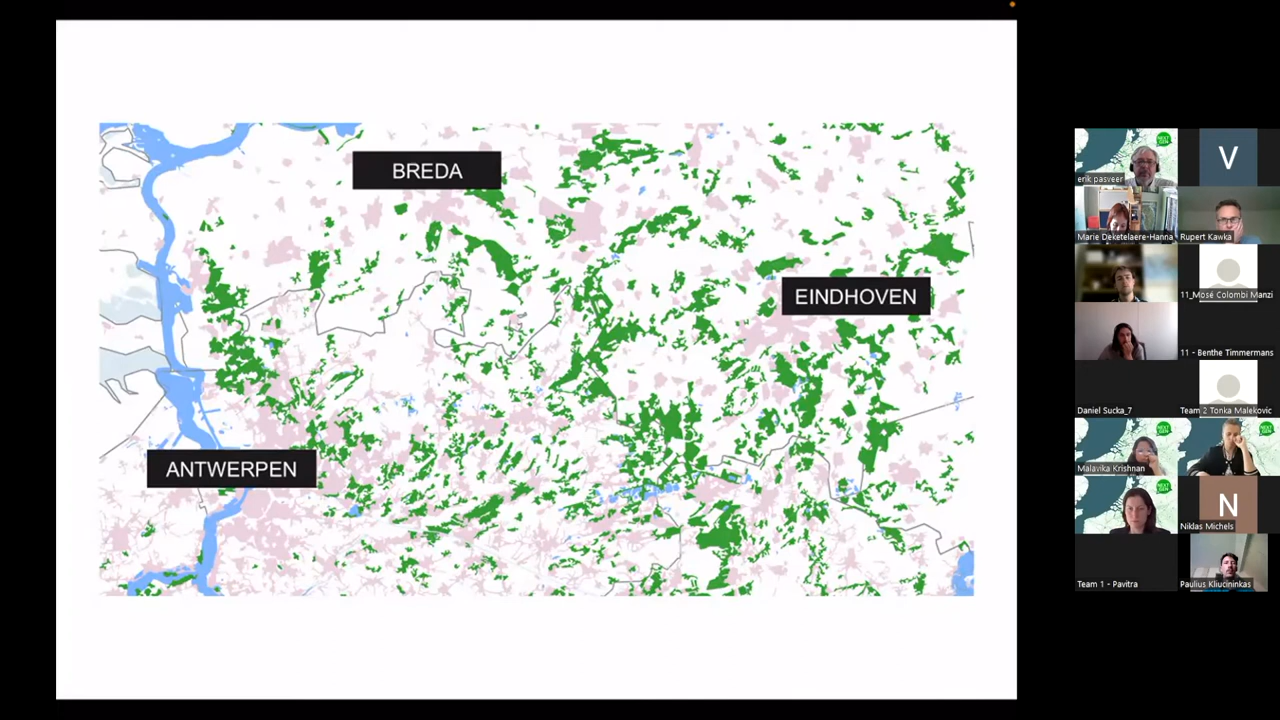 BREDA
EINDHOVEN
ANTWERPEN
erik pasveer
V
Marie Deketelaere-Hanna
Rupert Kawka
11_Mosé Colombi Manzi
11 - Benthe Timmermans
Daniel Sucka_7
Team 2 Tonka Malekovic
Malavika Krishnan
N
Niklas Michels
Team 1 - Pavitra
Paulius Kliucininkas